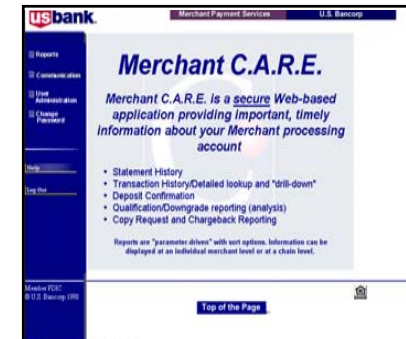 usbank.
Merchant Payment Services
U.S. Bancorp
Reports
Communication
User
Administration
Change
Password
Help
Log Out
Merchant C.A.R.E.
Merchant C.A.R.E. is a secure Web-based
application providing important, timely
information about your Merchant processing
account
• Statement History
• Transaction History/Detailed lookup and "drill-down"
• Deposit Confirmation
• Qualification/Downgrade reporting (analysis)
• Copy Request and Chargeback Reporting
Reports are "parameter driven" with sort options. Information can be
displayed at an individual merchant level or at a chain level.
Member FDIC
© U.S. Bancorp 1998
Top of the Page